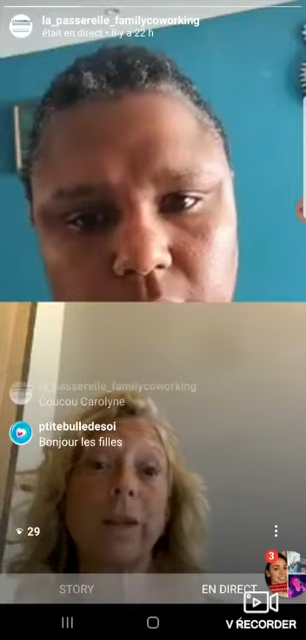 la_passerelle_familycoworking
était en direct • Il y a 22 h
la_passerelle_familycoworking
Coucou Carolyne
ptitebulledesoi
Bonjour les filles
29
STORY
EN DIRECT
3
V RECORDER